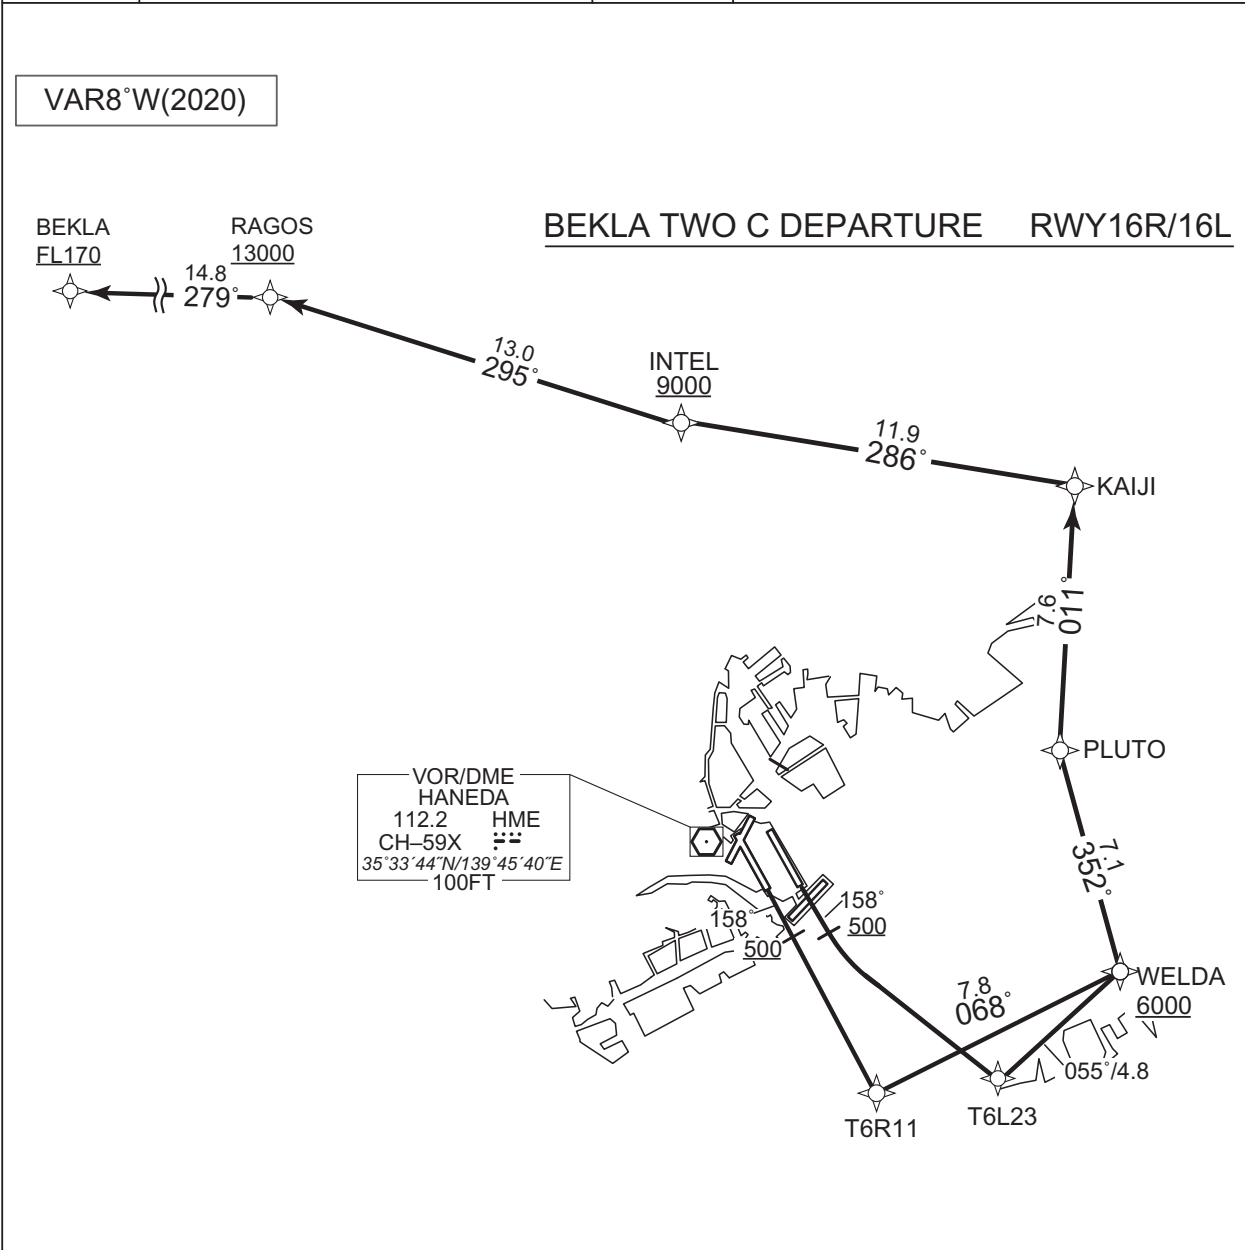 VAR8°W(2020)
BEKLA TWO C DEPARTURE RWY16R/16L
BEKLA
FL170
RAGOS
13000
14.8
279°
13.0
295°
INTEL
9000
11.9
286°
KAIJI
7.6
011°
PLUTO
7.1
352°
VOR/DME
HANEDA
112.2 HME
CH–59X
35°33´44˝N/139°45´40˝E
100FT
158°
500
158°
500
7.8
068°
WELDA
6000
055°/4.8
T6R11
T6L23